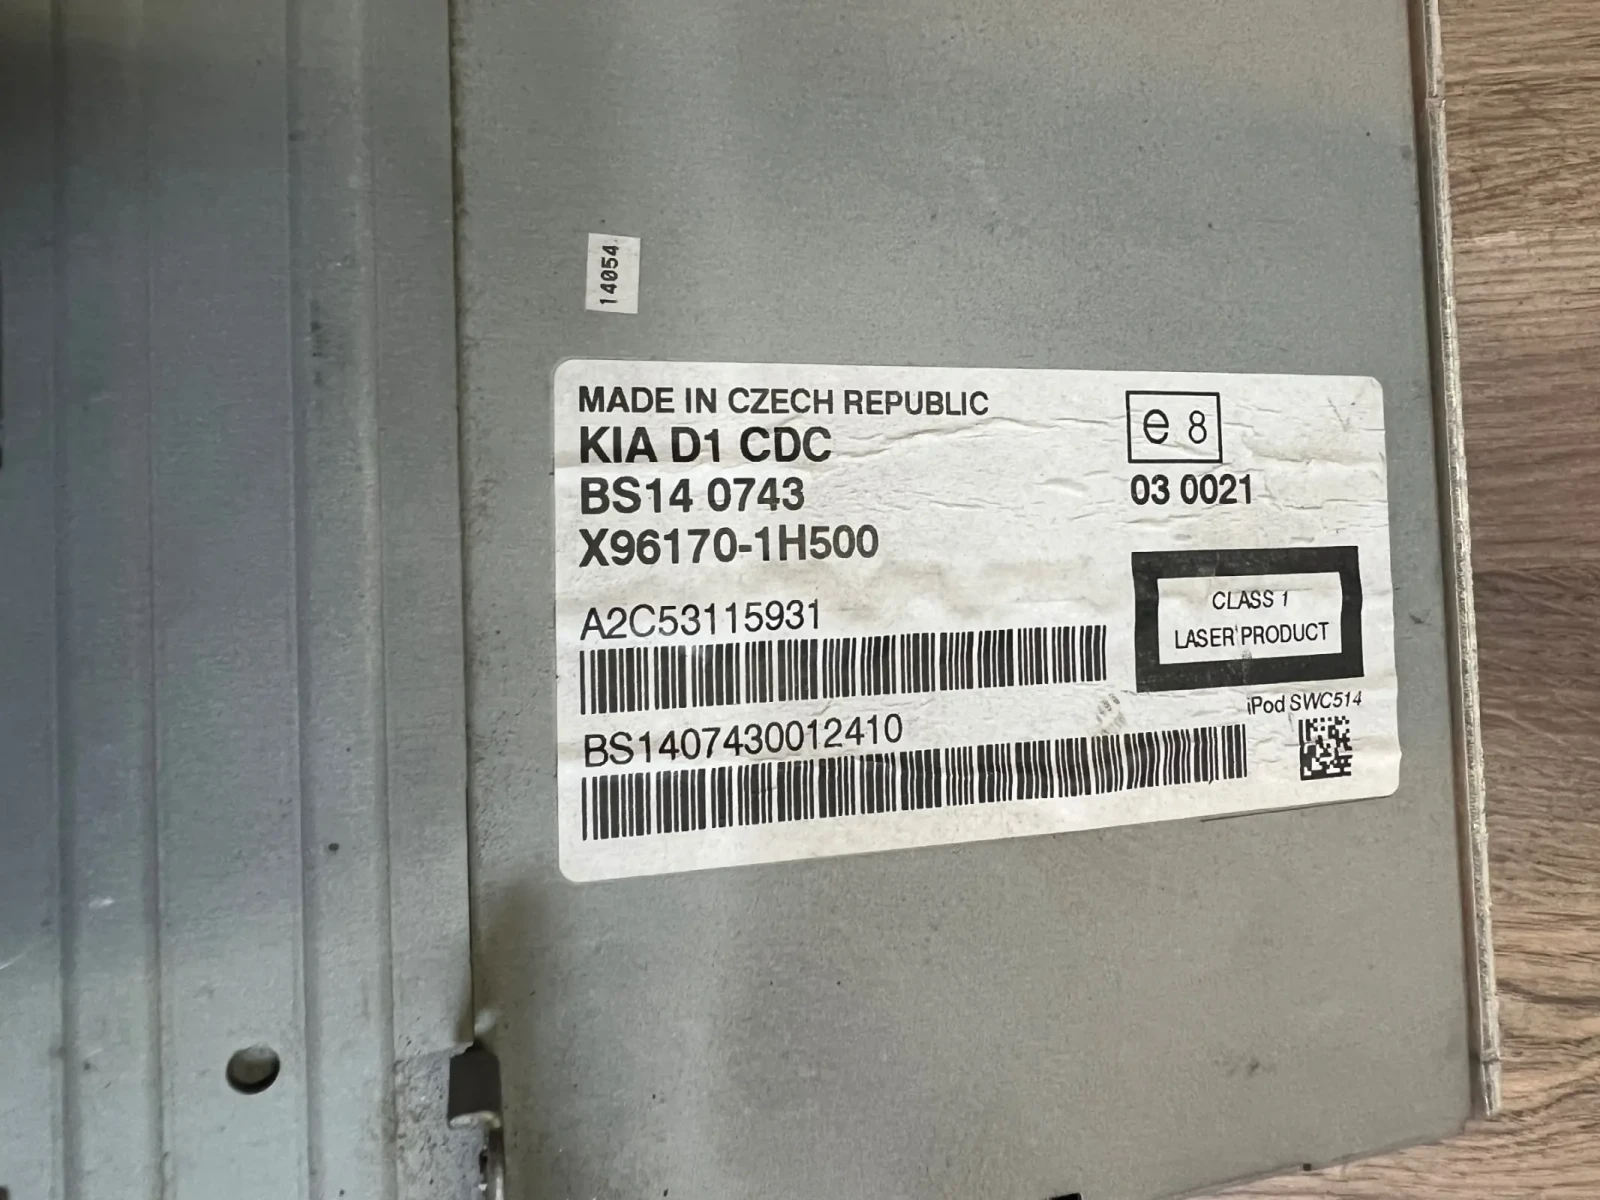 14054
MADE IN CZECH REPUBLIC
KIA D1 CDC
BS14 0743
X96170-1H500
e 8
03 0021
A2C53115931
CLASS 1
LASER PRODUCT
iPod SWC514
BS1407430012410